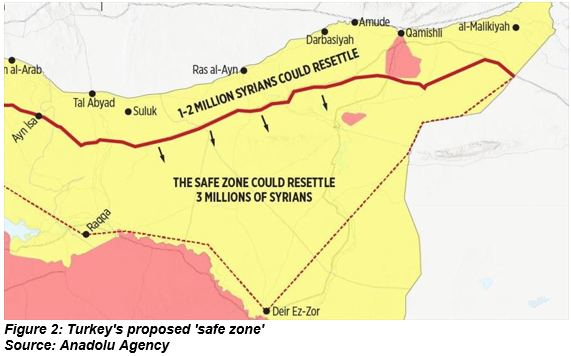 Amude
al-Malikiyah
Qamishli
Darbasiyah
n al-Arab
Ras al-Ayn
1-2 MILLION SYRIANS COULD RESETTLE
Tal Abyad
Suluk
Ayn Isa
THE SAFE ZONE COULD RESETTLE
3 MILLIONS OF SYRIANS
Raqqa
Deir Ez-Zor
Figure 2: Turkey's proposed 'safe zone'
Source: Anadolu Agency